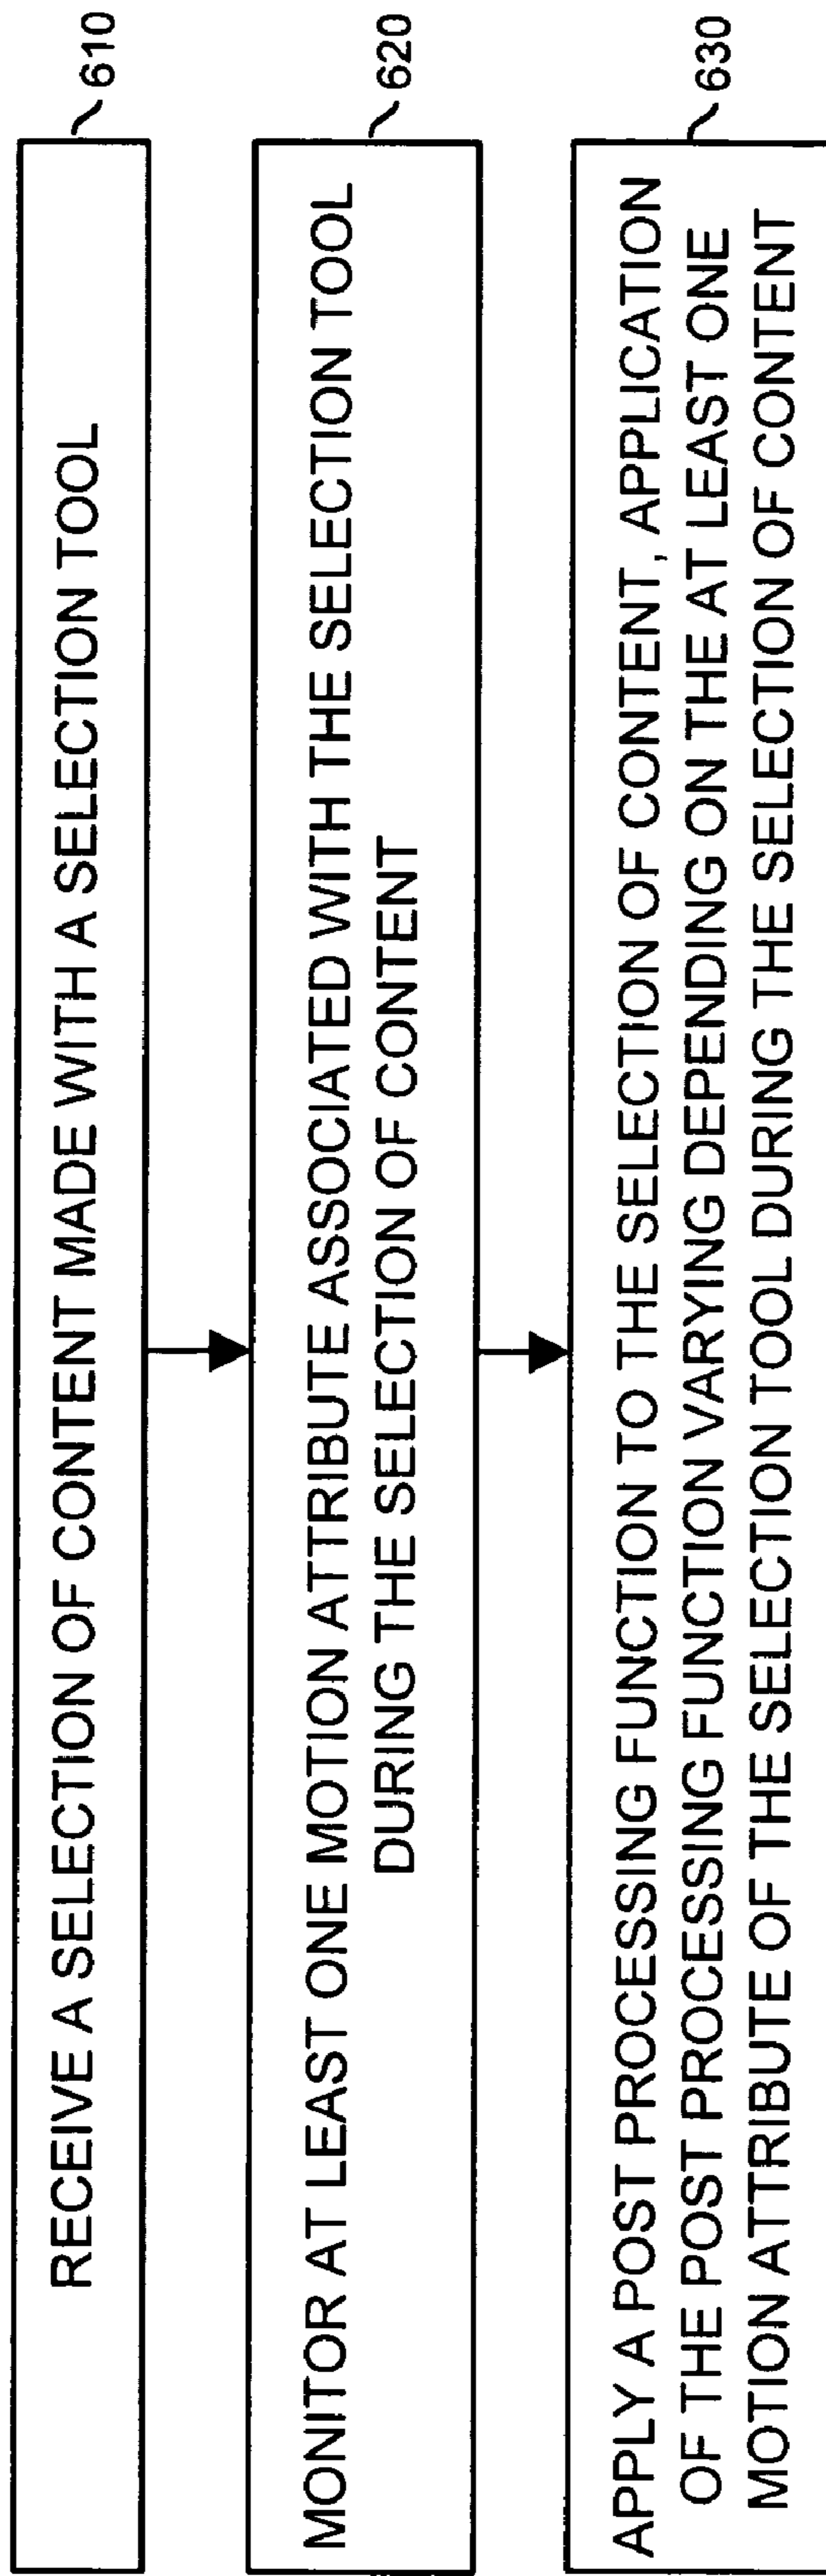 RECEIVE A SELECTION OF CONTENT MADE WITH A SELECTION TOOL
610
MONITOR AT LEAST ONE MOTION ATTRIBUTE ASSOCIATED WITH THE SELECTION TOOL
DURING THE SELECTION OF CONTENT
620
APPLY A POST PROCESSING FUNCTION TO THE SELECTION OF CONTENT, APPLICATION
OF THE POST PROCESSING FUNCTION VARYING DEPENDING ON THE AT LEAST ONE
MOTION ATTRIBUTE OF THE SELECTION TOOL DURING THE SELECTION OF CONTENT
630